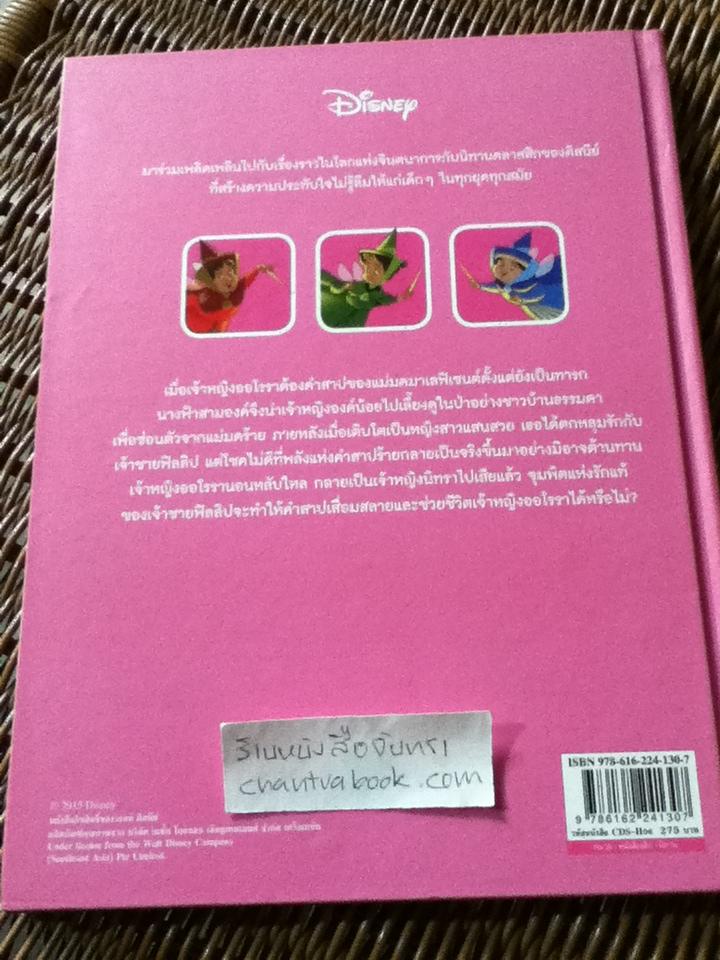 Disney
มาร่วมเพลิดเพลินไปกับเรื่องราวในโลกแห่งจินตนาการกับนิทานคลาสสิกของดิสนีย์
ที่สร้างความประทับใจไม่รู้ลืมให้แก่เด็กๆ ในทุกยุคทุกสมัย
เมื่อเจ้าหญิงออโรราต้องคำสาปของแม่มดมาเลฟิเซนต์ตั้งแต่ยังเป็นทารก
นางฟ้าสามองค์จึงนำเจ้าหญิงองค์น้อยไปเลี้ยงดูในป่าอย่างชาวบ้านธรรมดา
เพื่อซ่อนตัวจากแม่มดร้าย ภายหลังเมื่อเติบโตเป็นหญิงสาวแสนสวย เธอได้ตกหลุมรักกับ
เจ้าชายฟิลลิป แต่โชคไม่ดีที่พลังแห่งคำสาปร้ายกลายเป็นจริงขึ้นมาอย่างมิอาจต้านทาน
เจ้าหญิงออโรรานอนหลับใหล กลายเป็นเจ้าหญิงนิทราไปเสียแล้ว จุมพิตแห่งรักแท้
ของเจ้าชายฟิลลิปจะทำให้คำสาปเสื่อมสลายและช่วยชีวิตเจ้าหญิงออโรราได้หรือไม่?
ร้านหนังสือจันทรา
chantrabook.com
ISBN 978-616-224-130-7
9 786162 241307
รหัสหนังสือ CDS-H06 275 บาท
© 2015 Disney
Under license from the Walt Disney Company
(Southeast Asia) Pte Limited.